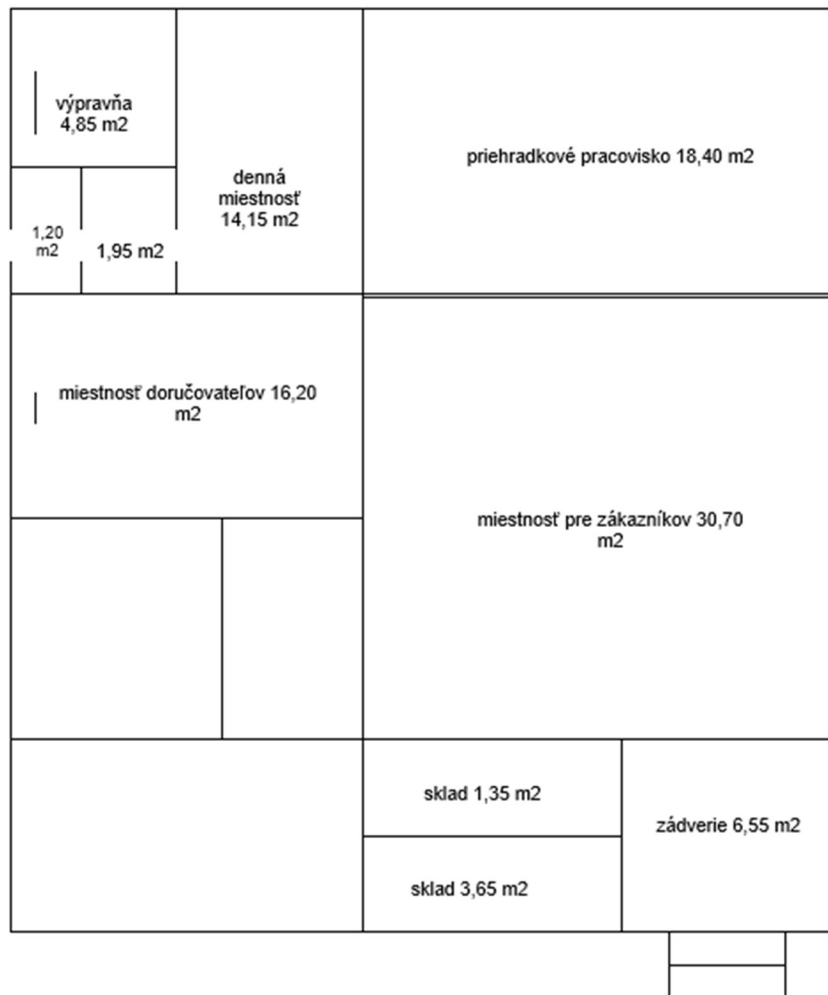 výpravňa
4,85 m2
denná
miestnosť
14,15 m2
priehradkové pracovisko 18,40 m2
1,20
m2
1,95 m2
miestnosť doručovateľov 16,20
m2
miestnosť pre zákazníkov 30,70
m2
sklad 1,35 m2
zádverie 6,55 m2
sklad 3,65 m2